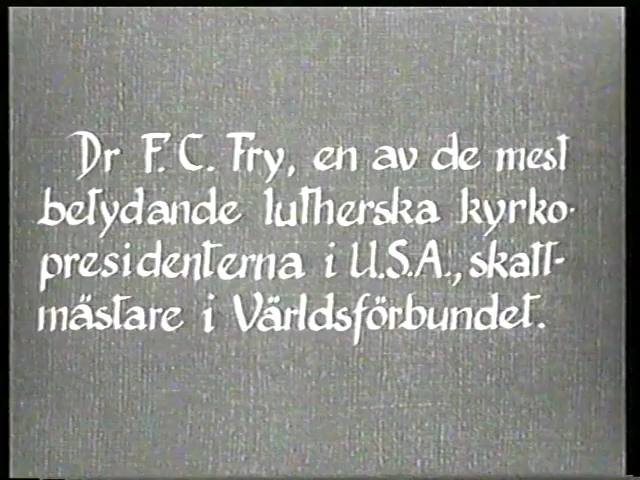 Dr F. C. Fry, en av de mest
betydande lutherska kyrko-
presidenterna i U.S.A., skatt-
mästare i Världsförbundet.